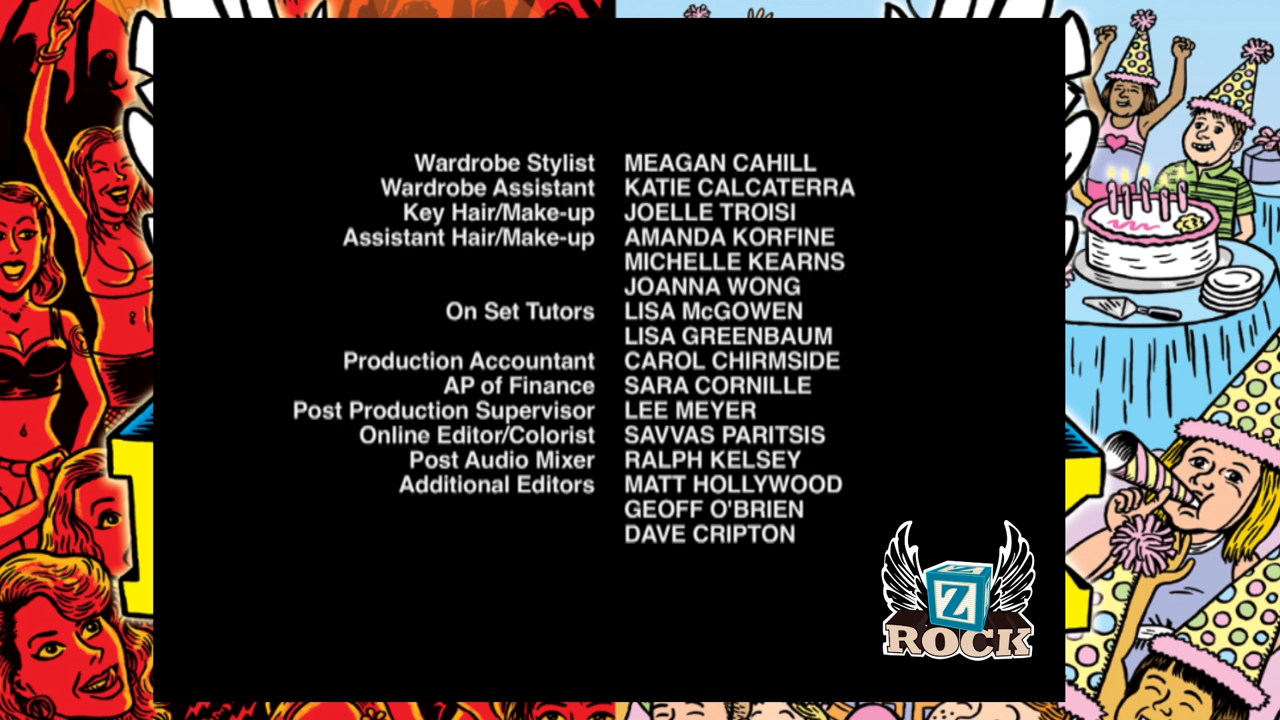 Wardrobe Stylist MEAGAN CAHILL
Wardrobe Assistant KATIE CALCATERRA
Key Hair/Make-up JOELLE TROISI
Assistant Hair/Make-up AMANDA KORFINE
MICHELLE KEARNS
JOANNA WONG
On Set Tutors LISA McGOWEN
LISA GREENBAUM
Production Accountant CAROL CHIRMSIDE
AP of Finance SARA CORNILLE
Post Production Supervisor LEE MEYER
Online Editor/Colorist SAVVAS PARITSIS
Post Audio Mixer RALPH KELSEY
Additional Editors MATT HOLLYWOOD
GEOFF O'BRIEN
DAVE CRIPTON
Z
ROCK